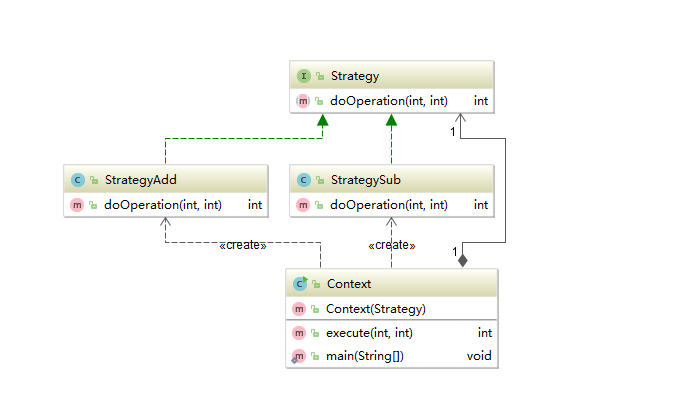 I Strategy
m doOperation(int, int) int
1
C StrategyAdd
m doOperation(int, int) int
C StrategySub
m doOperation(int, int) int
«create»
«create»
1
C Context
m Context(Strategy)
m execute(int, int) int
m main(String[]) void